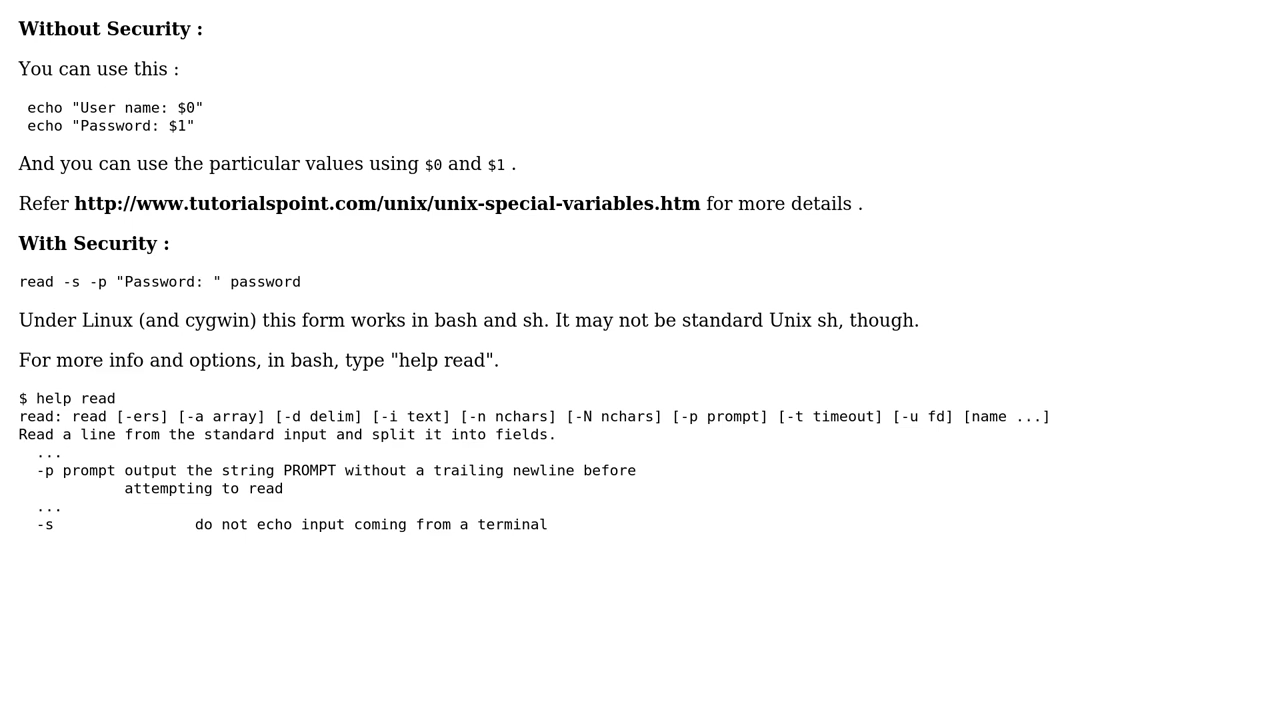 Without Security :
You can use this :
 echo "User name: $0"
 echo "Password: $1"
And you can use the particular values using $0 and $1 .
Refer http://www.tutorialspoint.com/unix/unix-special-variables.htm for more details .
With Security :
read -s -p "Password: " password
Under Linux (and cygwin) this form works in bash and sh. It may not be standard Unix sh, though.
For more info and options, in bash, type "help read".
$ help read
read: read [-ers] [-a array] [-d delim] [-i text] [-n nchars] [-N nchars] [-p prompt] [-t timeout] [-u fd] [name ...]
Read a line from the standard input and split it into fields.
  ...
  -p prompt output the string PROMPT without a trailing newline before
            attempting to read
  ...
  -s                do not echo input coming from a terminal